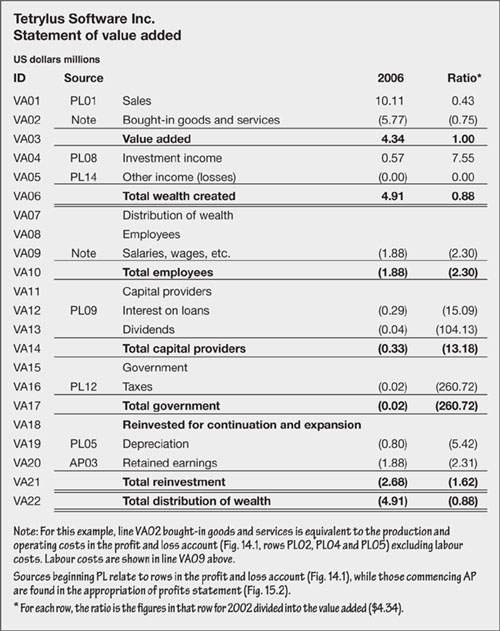 Tetrylus Software Inc.
Statement of value added
US dollars millions
ID Source 2006 Ratio*
VA01 PL01 Sales 10.11 0.43
VA02 Note Bought-in goods and services (5.77) (0.75)
VA03 Value added 4.34 1.00
VA04 PL08 Investment income 0.57 7.55
VA05 PL14 Other income (losses) (0.00) 0.00
VA06 Total wealth created 4.91 0.88
VA07 Distribution of wealth
VA08 Employees
VA09 Note Salaries, wages, etc. (1.88) (2.30)
VA10 Total employees (1.88) (2.30)
VA11 Capital providers
VA12 PL09 Interest on loans (0.29) (15.09)
VA13 Dividends (0.04) (104.13)
VA14 Total capital providers (0.33) (13.18)
VA15 Government
VA16 PL12 Taxes (0.02) (260.72)
VA17 Total government (0.02) (260.72)
VA18 Reinvested for continuation and expansion
VA19 PL05 Depreciation (0.80) (5.42)
VA20 AP03 Retained earnings (1.88) (2.31)
VA21 Total reinvestment (2.68) (1.62)
VA22 Total distribution of wealth (4.91) (0.88)
Note: For this example, line VA02 bought-in goods and services is equivalent to the production and
operating costs in the profit and loss account (Fig. 14.1, rows PL02, PL04 and PL05) excluding labour
costs. Labour costs are shown in line VA09 above.
Sources beginning PL relate to rows in the profit and loss account (Fig. 14.1), while those commencing AP
are found in the appropriation of profits statement (Fig. 15.2).
* For each row, the ratio is the figures in that row for 2002 divided into the value added ($4.34).